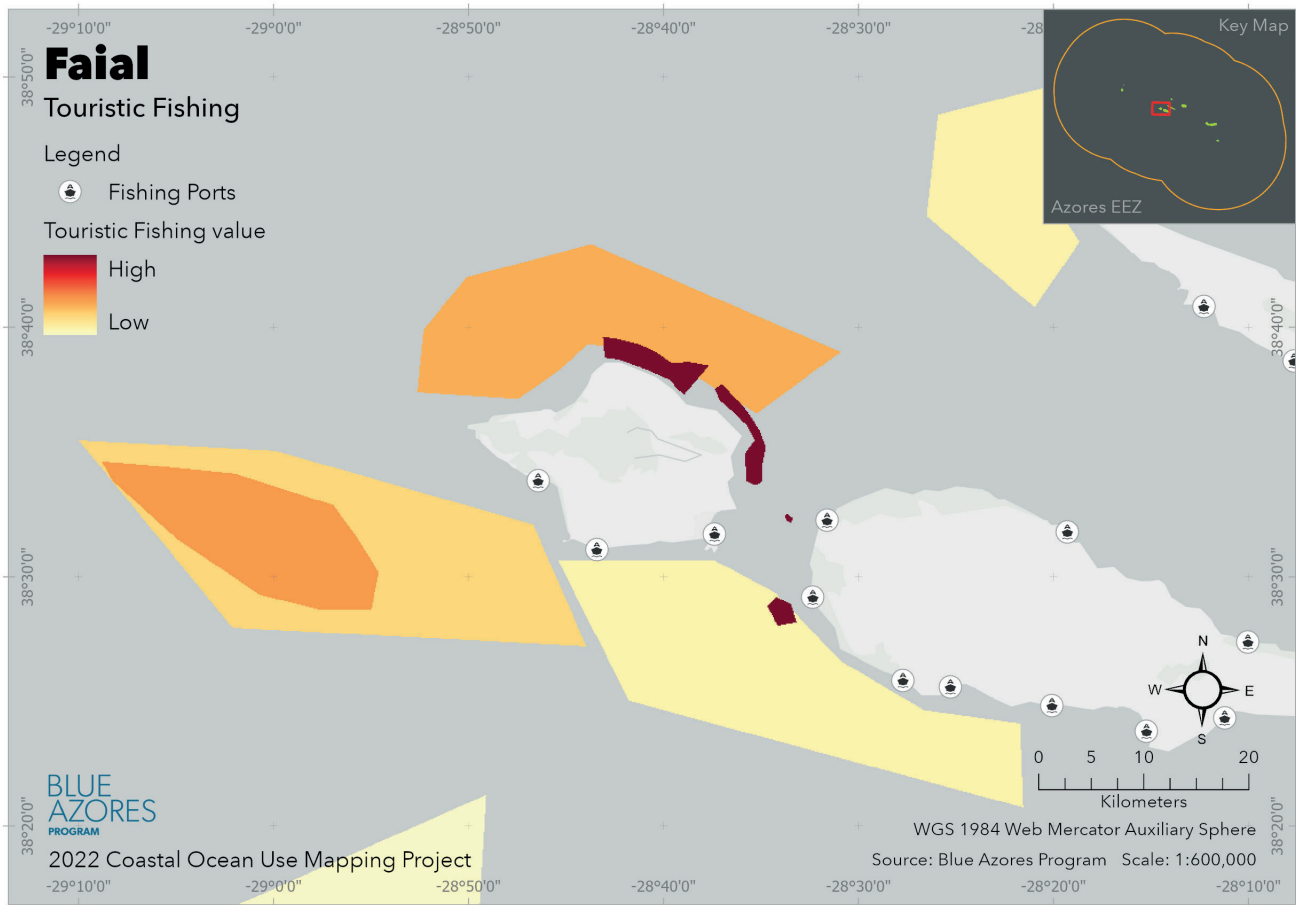 -29°10'0" -29°0'0" -28°50'0" -28°40'0" -28°30'0" -28
Key Map
Azores EEZ
Faial
Touristic Fishing
Legend
Fishing Ports
Touristic Fishing value
High
Low
38°50'0"
38°40'0" 38°40'0"
38°30'0" 38°30'0"
38°20'0" 38°20'0"
N
W E
S
0 5 10 20
Kilometers
BLUE
AZORES
PROGRAM
2022 Coastal Ocean Use Mapping Project
WGS 1984 Web Mercator Auxiliary Sphere
Source: Blue Azores Program Scale: 1:600,000
-29°10'0" -29°0'0" -28°50'0" -28°40'0" -28°30'0" -28°20'0" -28°10'0"